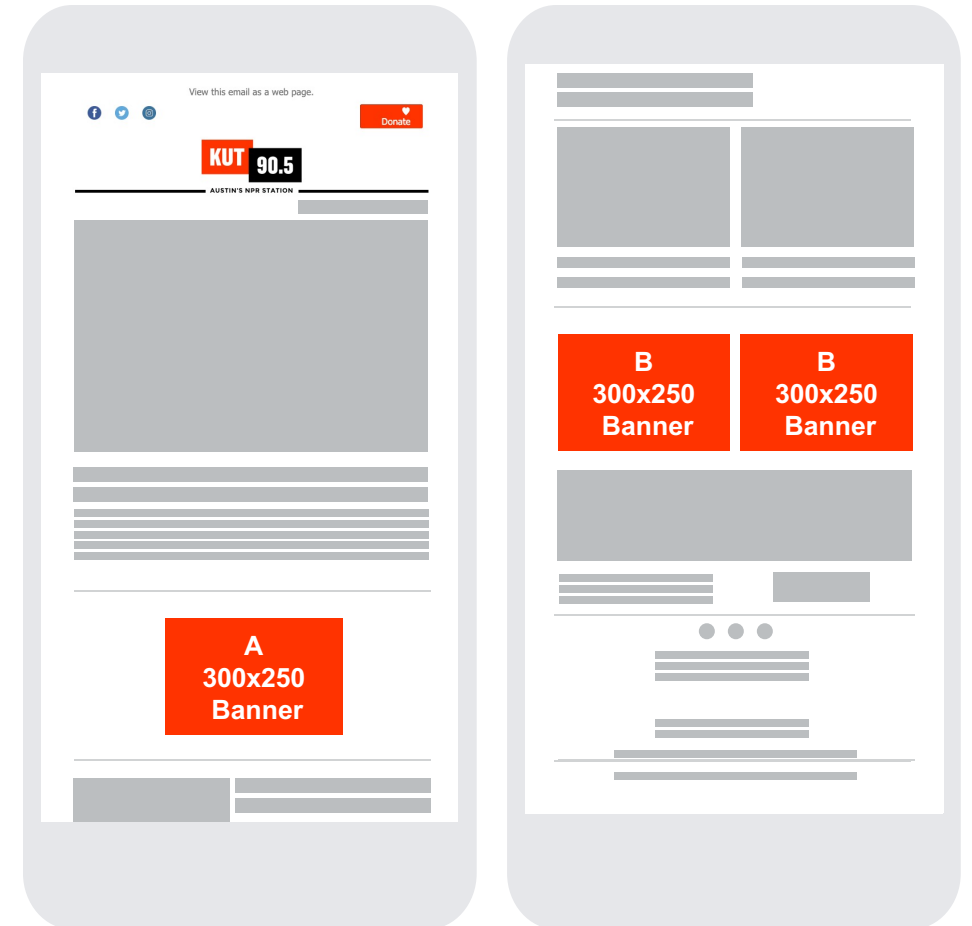 View this email as a web page.
Donate
KUT
90.5
AUSTIN'S NPR STATION
A
300x250
Banner
B
300x250
Banner
B
300x250
Banner